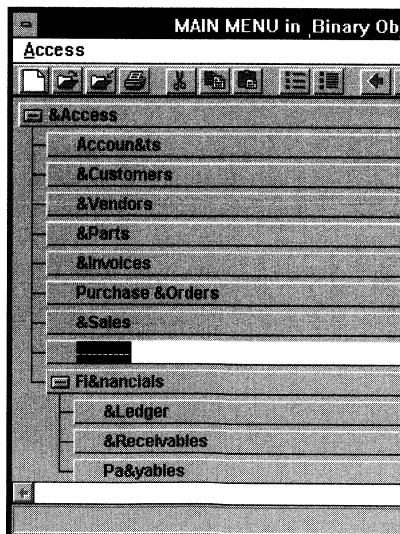 MAIN MENU in ,Binary Ob
Access
&Access
Accoun&ts
&Customers
&Vendors
&Parts
&Invoices
Purchase &Orders
&Sales
Fi&nancials
&Ledger
&Receivables
Pa&yables